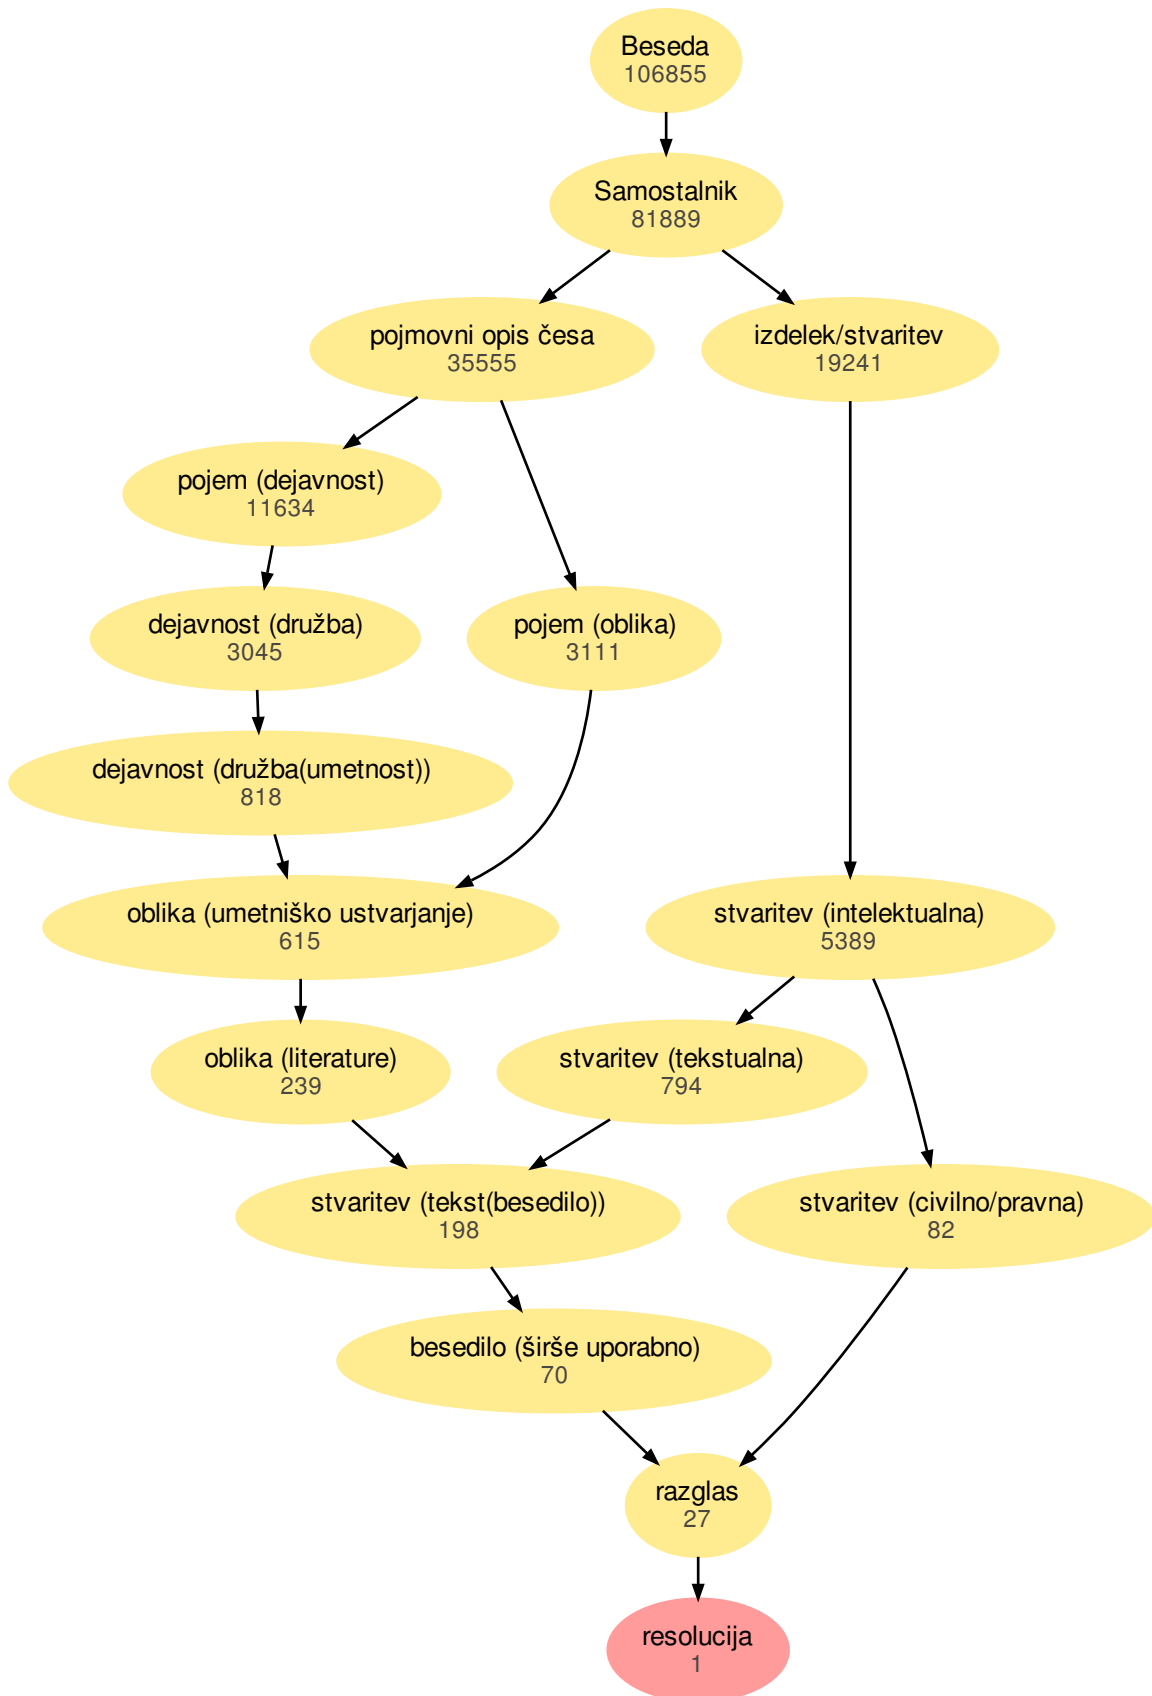 Beseda
106855
Samostalnik
81889
pojmovni opis česa
35555
izdelek/stvaritev
19241
pojem (dejavnost)
11634
dejavnost (družba)
3045
pojem (oblika)
3111
dejavnost (družba(umetnost))
818
oblika (umetniško ustvarjanje)
615
stvaritev (intelektualna)
5389
oblika (literature)
239
stvaritev (tekstualna)
794
stvaritev (tekst(besedilo))
198
stvaritev (civilno/pravna)
82
besedilo (širše uporabno)
70
razglas
27
resolucija
1